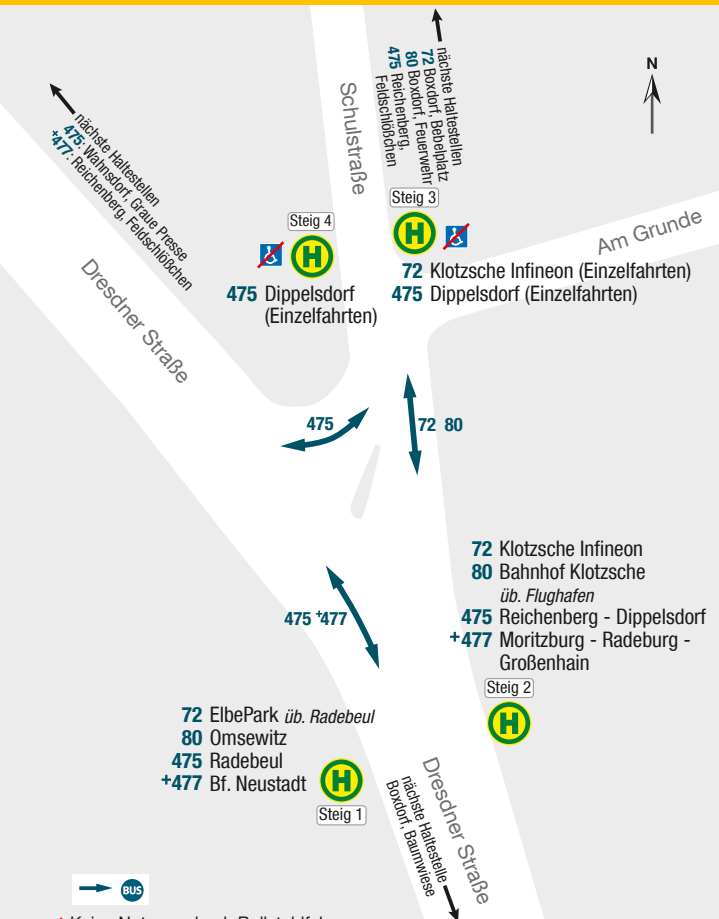 N
nächste Haltestellen
72 Boxdorf, Bebelplatz
80 Boxdorf, Feuerwehr
475 Reichenberg,
Feldschlößchen
nächste Haltestellen
475: Wahnsdorf, Graue Presse
+477: Reichenberg, Feldschlößchen
Schulstraße
Steig 3
H
Am Grunde
72 Klotzsche Infineon (Einzelfahrten)
475 Dippelsdorf (Einzelfahrten)
Steig 4
H
475 Dippelsdorf
(Einzelfahrten)
Dresdner Straße
475
72 80
475 +477
72 Klotzsche Infineon
80 Bahnhof Klotzsche
üb. Flughafen
475 Reichenberg - Dippelsdorf
+477 Moritzburg - Radeburg -
Großenhain
Steig 2
H
72 ElbePark üb. Radebeul
80 Omsewitz
475 Radebeul
+477 Bf. Neustadt
H
Steig 1
Dresdner Straße
nächste Haltestelle
Boxdorf, Baumwiese
BUS